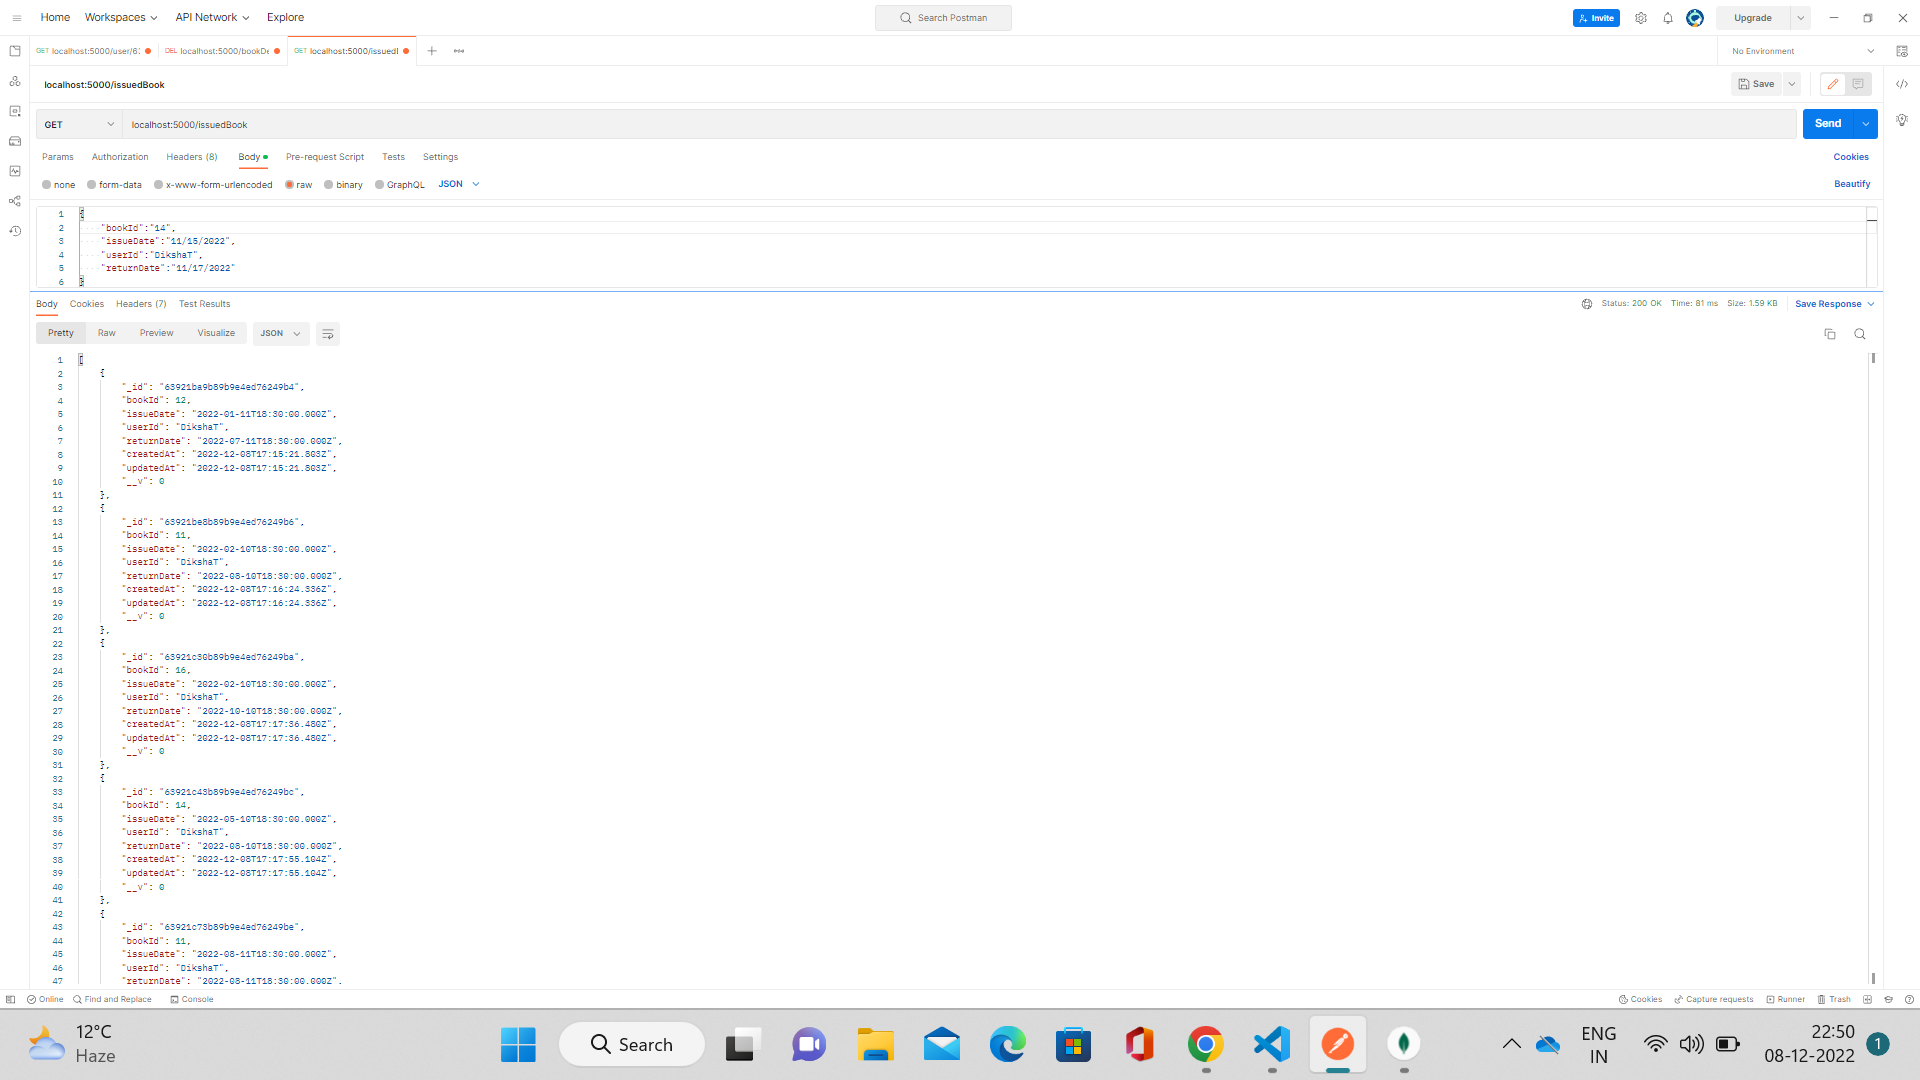 Home Workspaces API Network Explore Search Postman Invite Upgrade
GET localhost:5000/user/6: DEL localhost:5000/bookDe GET localhost:5000/issuedI No Environment
localhost:5000/issuedBook Save
GET localhost:5000/issuedBook Send
Params Authorization Headers (8) Body Pre-request Script Tests Settings Cookies
none form-data x-www-form-urlencoded raw binary GraphQL JSON Beautify
1 {
2 "bookId":"14",
3 "issueDate":"11/15/2022",
4 "userId":"DikshaT",
5 "returnDate":"11/17/2022"
6 }
Body Cookies Headers (7) Test Results Status: 200 OK Time: 81 ms Size: 1.59 KB Save Response
Pretty Raw Preview Visualize JSON
1 [
2 {
3 "_id": "63921ba9b89b9e4ed76249b4",
4 "bookId": 12,
5 "issueDate": "2022-01-11T18:30:00.000Z",
6 "userId": "DikshaT",
7 "returnDate": "2022-07-11T18:30:00.000Z",
8 "createdAt": "2022-12-08T17:15:21.803Z",
9 "updatedAt": "2022-12-08T17:15:21.803Z",
10 "__v": 0
11 },
12 {
13 "_id": "63921be8b89b9e4ed76249b6",
14 "bookId": 11,
15 "issueDate": "2022-02-10T18:30:00.000Z",
16 "userId": "DikshaT",
17 "returnDate": "2022-08-10T18:30:00.000Z",
18 "createdAt": "2022-12-08T17:16:24.336Z",
19 "updatedAt": "2022-12-08T17:16:24.336Z",
20 "__v": 0
21 },
22 {
23 "_id": "63921c30b89b9e4ed76249ba",
24 "bookId": 16,
25 "issueDate": "2022-02-10T18:30:00.000Z",
26 "userId": "DikshaT",
27 "returnDate": "2022-10-10T18:30:00.000Z",
28 "createdAt": "2022-12-08T17:17:36.480Z",
29 "updatedAt": "2022-12-08T17:17:36.480Z",
30 "__v": 0
31 },
32 {
33 "_id": "63921c43b89b9e4ed76249bc",
34 "bookId": 14,
35 "issueDate": "2022-05-10T18:30:00.000Z",
36 "userId": "DikshaT",
37 "returnDate": "2022-08-10T18:30:00.000Z",
38 "createdAt": "2022-12-08T17:17:55.104Z",
39 "updatedAt": "2022-12-08T17:17:55.104Z",
40 "__v": 0
41 },
42 {
43 "_id": "63921c73b89b9e4ed76249be",
44 "bookId": 11,
45 "issueDate": "2022-08-11T18:30:00.000Z",
46 "userId": "DikshaT",
47 "returnDate": "2022-08-11T18:30:00.000Z",
Online Find and Replace Console Cookies Capture requests Runner Trash
12°C
Haze
Search
ENG
IN
22:50
08-12-2022
1